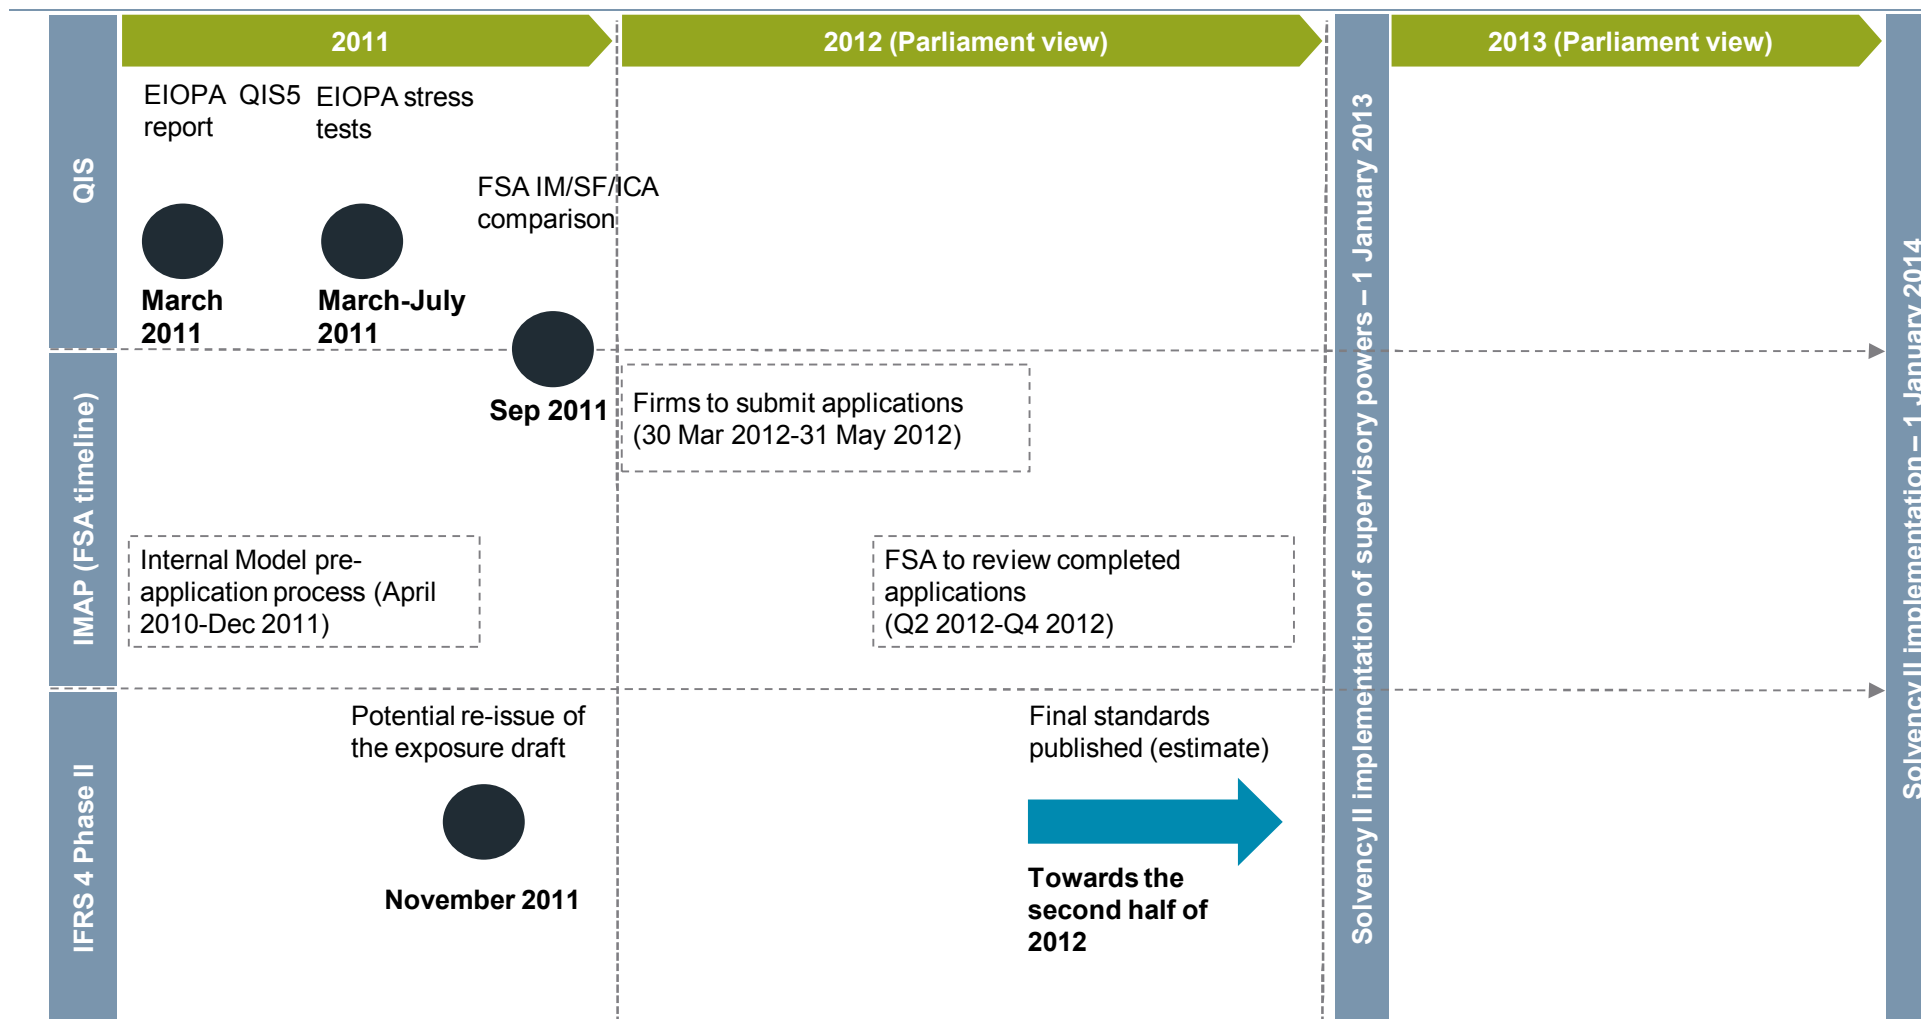 2011
2012 (Parliament view)
2013 (Parliament view)
QIS
EIOPA QIS5
report
EIOPA stress
tests
FSA IM/SF/ICA
comparison
March
2011
March-July
2011
Sep 2011
IMAP (FSA timeline)
Firms to submit applications
(30 Mar 2012-31 May 2012)
Internal Model pre-
application process (April
2010-Dec 2011)
FSA to review completed
applications
(Q2 2012-Q4 2012)
IFRS 4 Phase II
Potential re-issue of
the exposure draft
November 2011
Final standards
published (estimate)
Towards the
second half of
2012
Solvency II implementation of supervisory powers – 1 January 2013
Solvency II implementation – 1 January 2014